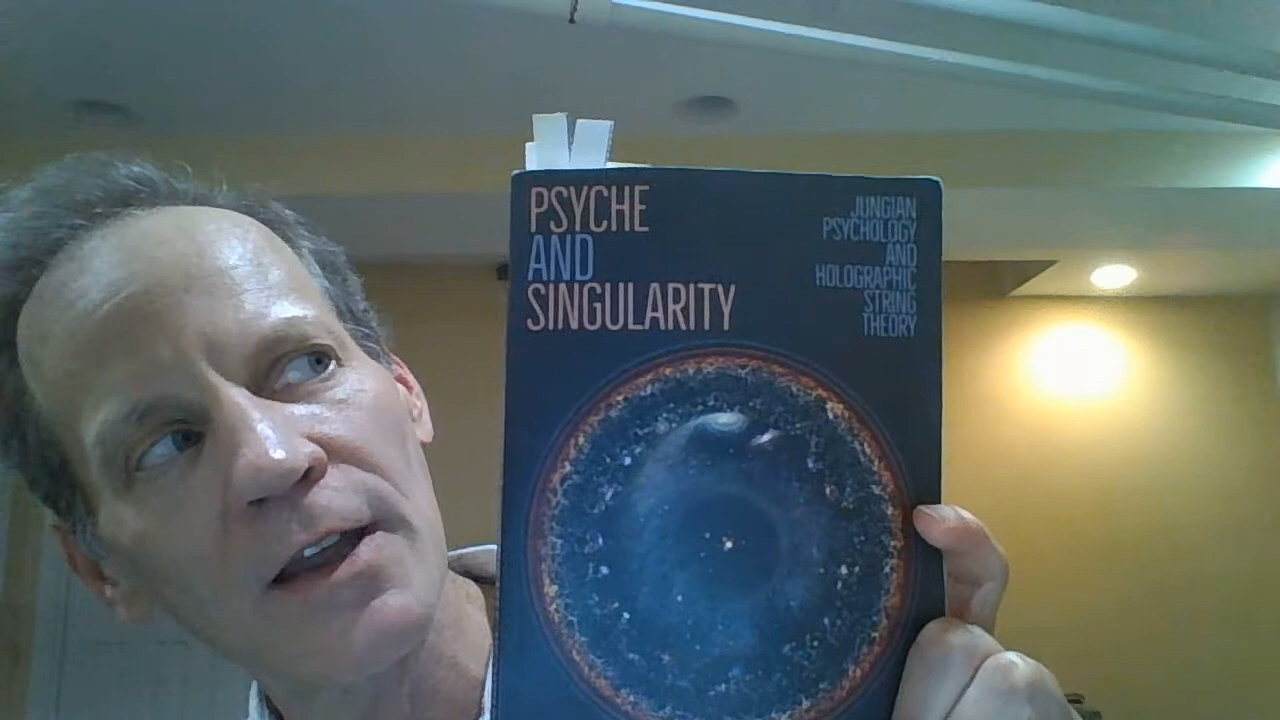 PSYCHE
AND
SINGULARITY
JUNGIAN
PSYCHOLOGY
AND
HOLOGRAPHIC
STRING
THEORY